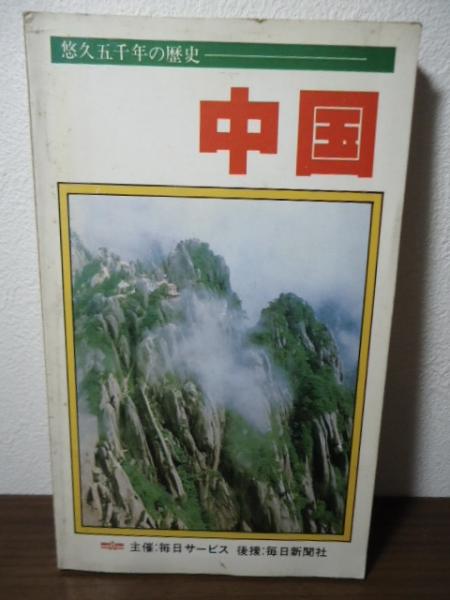 悠久五千年の歴史
中国
主催:毎日サービス 後援:毎日新聞社